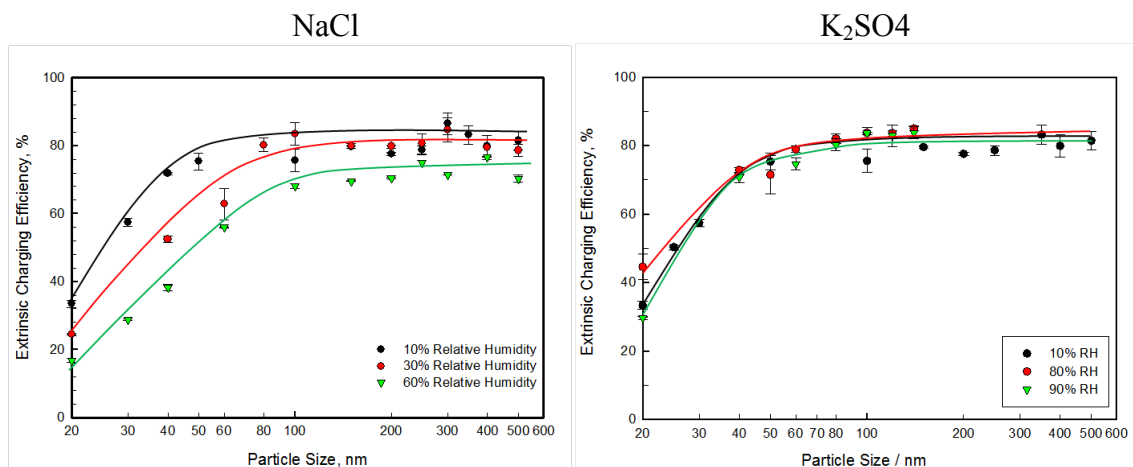 NaCl
K₂SO4
Extrinsic Charging Efficiency, %
100
80
60
40
20
0
20 30 40 50 60 80 100 200 300 400 500 600
Particle Size, nm
10% Relative Humidity
30% Relative Humidity
60% Relative Humidity
Extrinsic Charging Efficiency, %
100
80
60
40
20
0
20 30 40 50 60 70 80 100 200 300 400 500 600
Particle Size / nm
10% RH
80% RH
90% RH